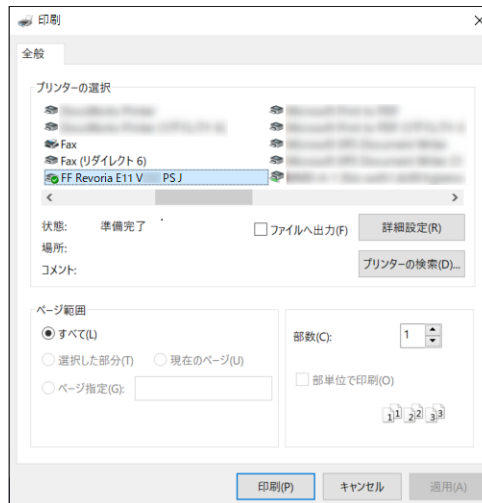 印刷
全般
プリンターの選択
Fax
Fax (リダイレクト 6)
FF Revoria E11 V PS J
状態: 準備完了
ファイルへ出力(F)
詳細設定(R)
場所:
コメント:
プリンターの検索(D)...
ページ範囲
すべて(L)
選択した部分(T) 現在のページ(U)
ページ指定(G):
部数(C): 1
部単位で印刷(O)
11 22 33
印刷(P) キャンセル 適用(A)